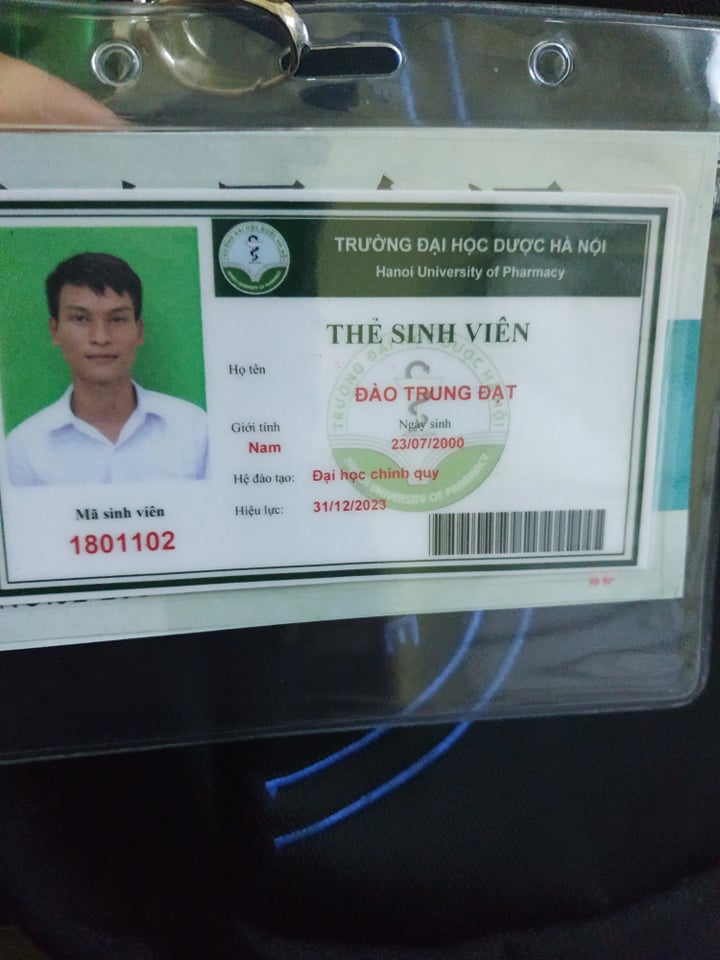 TRƯỜNG ĐẠI HỌC DƯỢC HÀ NỘI
Hanoi University of Pharmacy
THẺ SINH VIÊN
Họ tên
ĐÀO TRUNG ĐẠT
Giới tính
Ngày sinh
Nam
23/07/2000
Hệ đào tạo: Đại học chính quy
Hiệu lực: 31/12/2023
Mã sinh viên
1801102